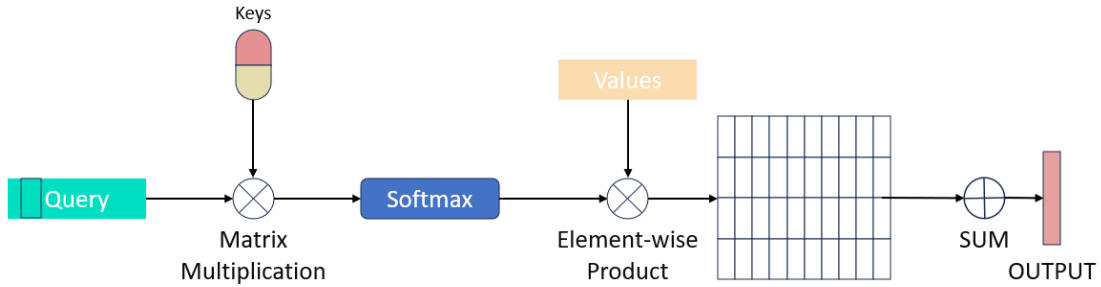 Keys
Values
Query
Softmax
Matrix
Multiplication
Element-wise
Product
SUM
OUTPUT